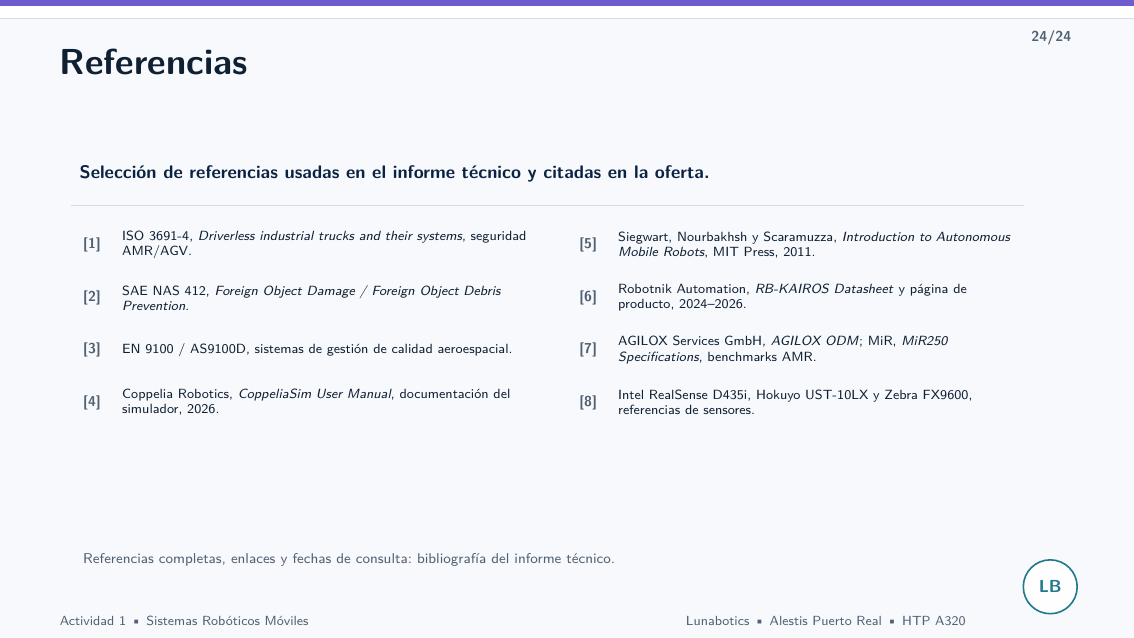 24/24
Referencias
Selección de referencias usadas en el informe técnico y citadas en la oferta.
[1] ISO 3691-4, Driverless industrial trucks and their systems, seguridad
AMR/AGV.
[2] SAE NAS 412, Foreign Object Damage / Foreign Object Debris
Prevention.
[3] EN 9100 / AS9100D, sistemas de gestión de calidad aeroespacial.
[4] Coppelia Robotics, CoppeliaSim User Manual, documentación del
simulador, 2026.
[5] Siegwart, Nourbakhsh y Scaramuzza, Introduction to Autonomous
Mobile Robots, MIT Press, 2011.
[6] Robotnik Automation, RB-KAIROS Datasheet y página de
producto, 2024–2026.
[7] AGILOX Services GmbH, AGILOX ODM; MiR, MiR250
Specifications, benchmarks AMR.
[8] Intel RealSense D435i, Hokuyo UST-10LX y Zebra FX9600,
referencias de sensores.
Referencias completas, enlaces y fechas de consulta: bibliografía del informe técnico.
LB
Actividad 1 ▪ Sistemas Robóticos Móviles
Lunabotics ▪ Alestis Puerto Real ▪ HTP A320